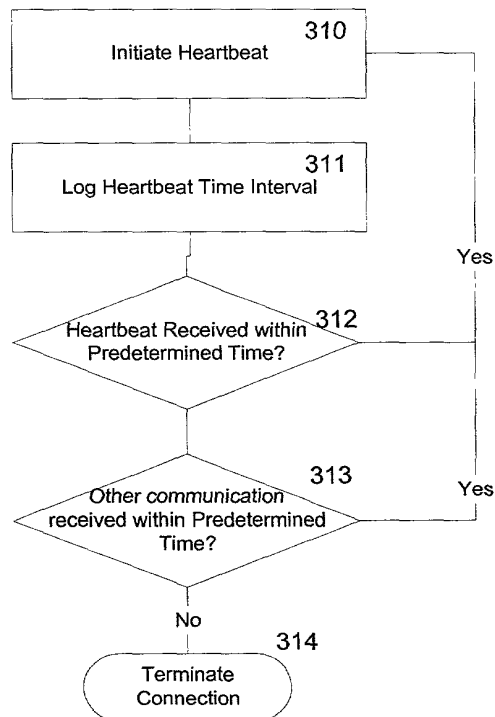 310
Initiate Heartbeat
311
Log Heartbeat Time Interval
Yes
312
Heartbeat Received within
Predetermined Time?
313
Yes
Other communication
received within Predetermined
Time?
No
314
Terminate
Connection